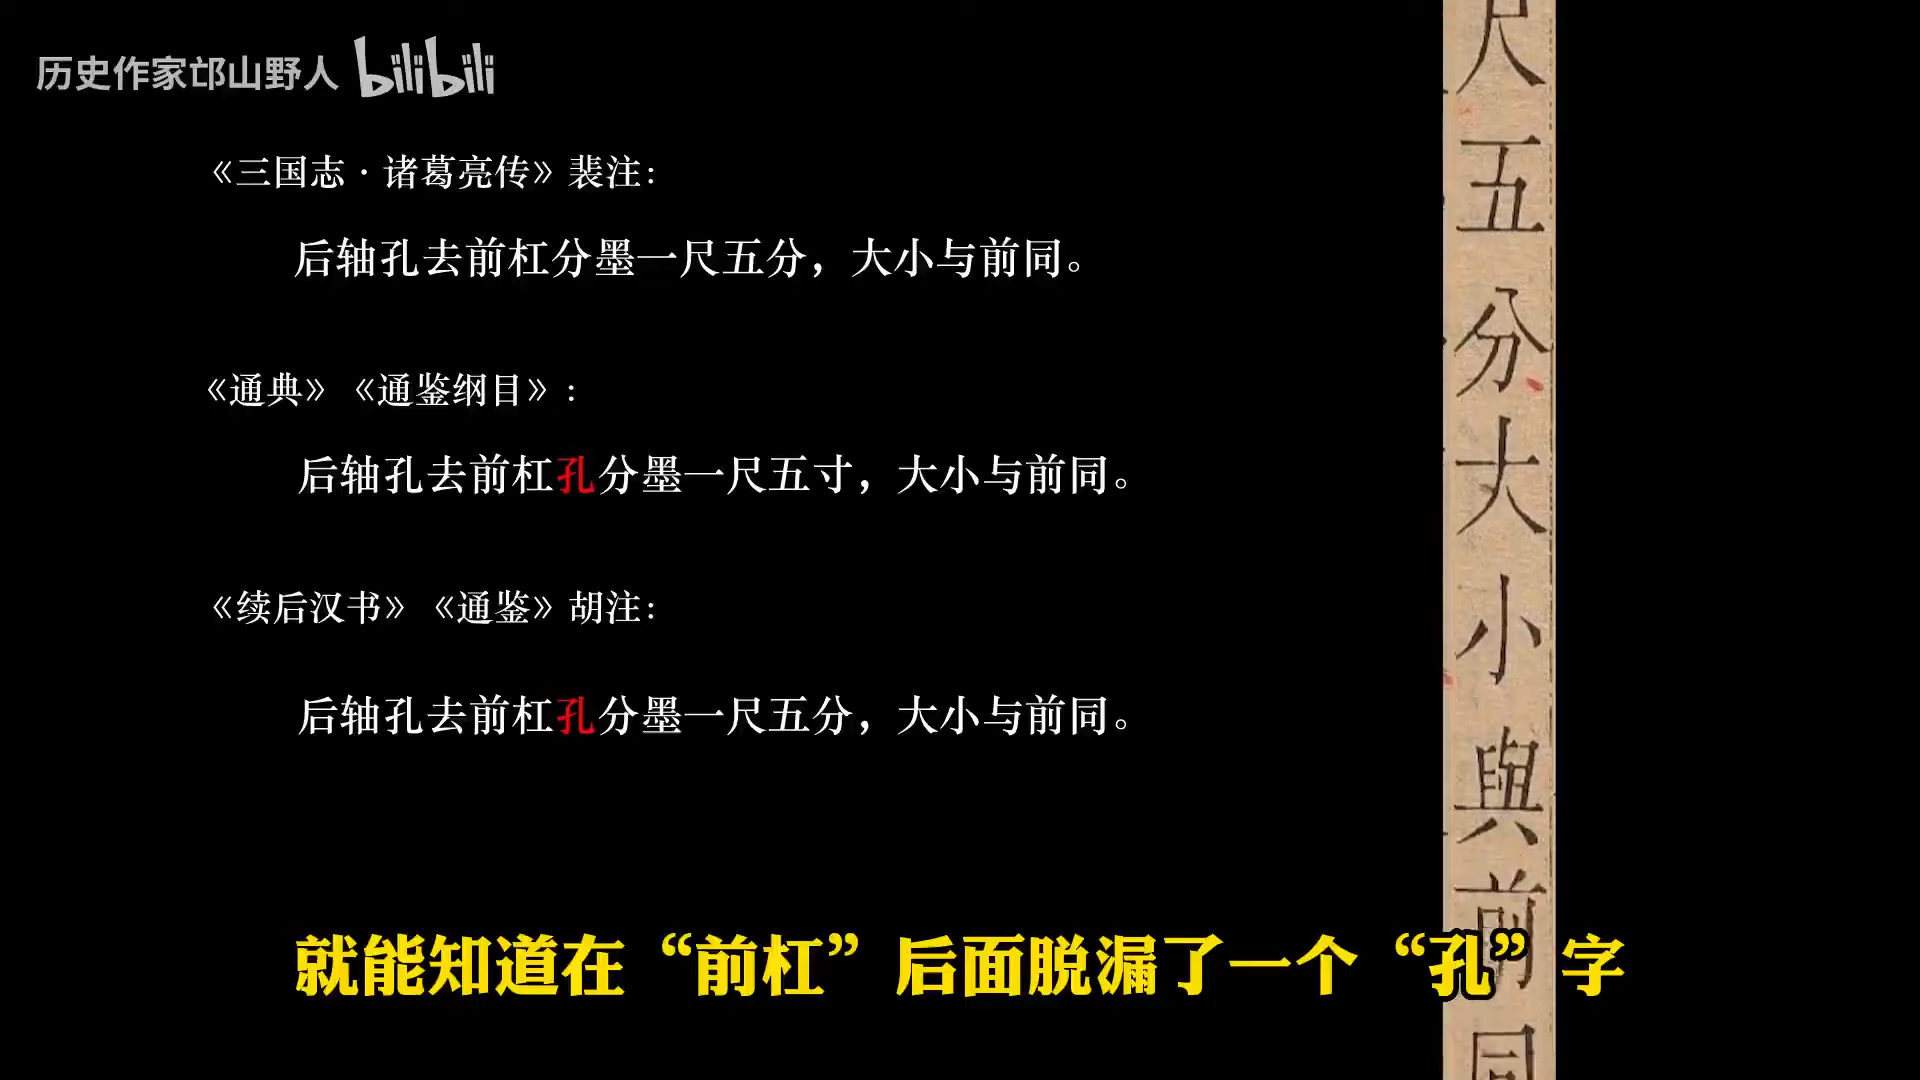 历史作家邙山野人 bilibili
《三国志·诸葛亮传》裴注：
后轴孔去前杠分墨一尺五分，大小与前同。
《通典》《通鉴纲目》：
后轴孔去前杠孔分墨一尺五寸，大小与前同。
《续后汉书》《通鉴》胡注：
后轴孔去前杠孔分墨一尺五分，大小与前同。
就能知道在“前杠”后面脱漏了一个“孔”字
尺五分大小與前同